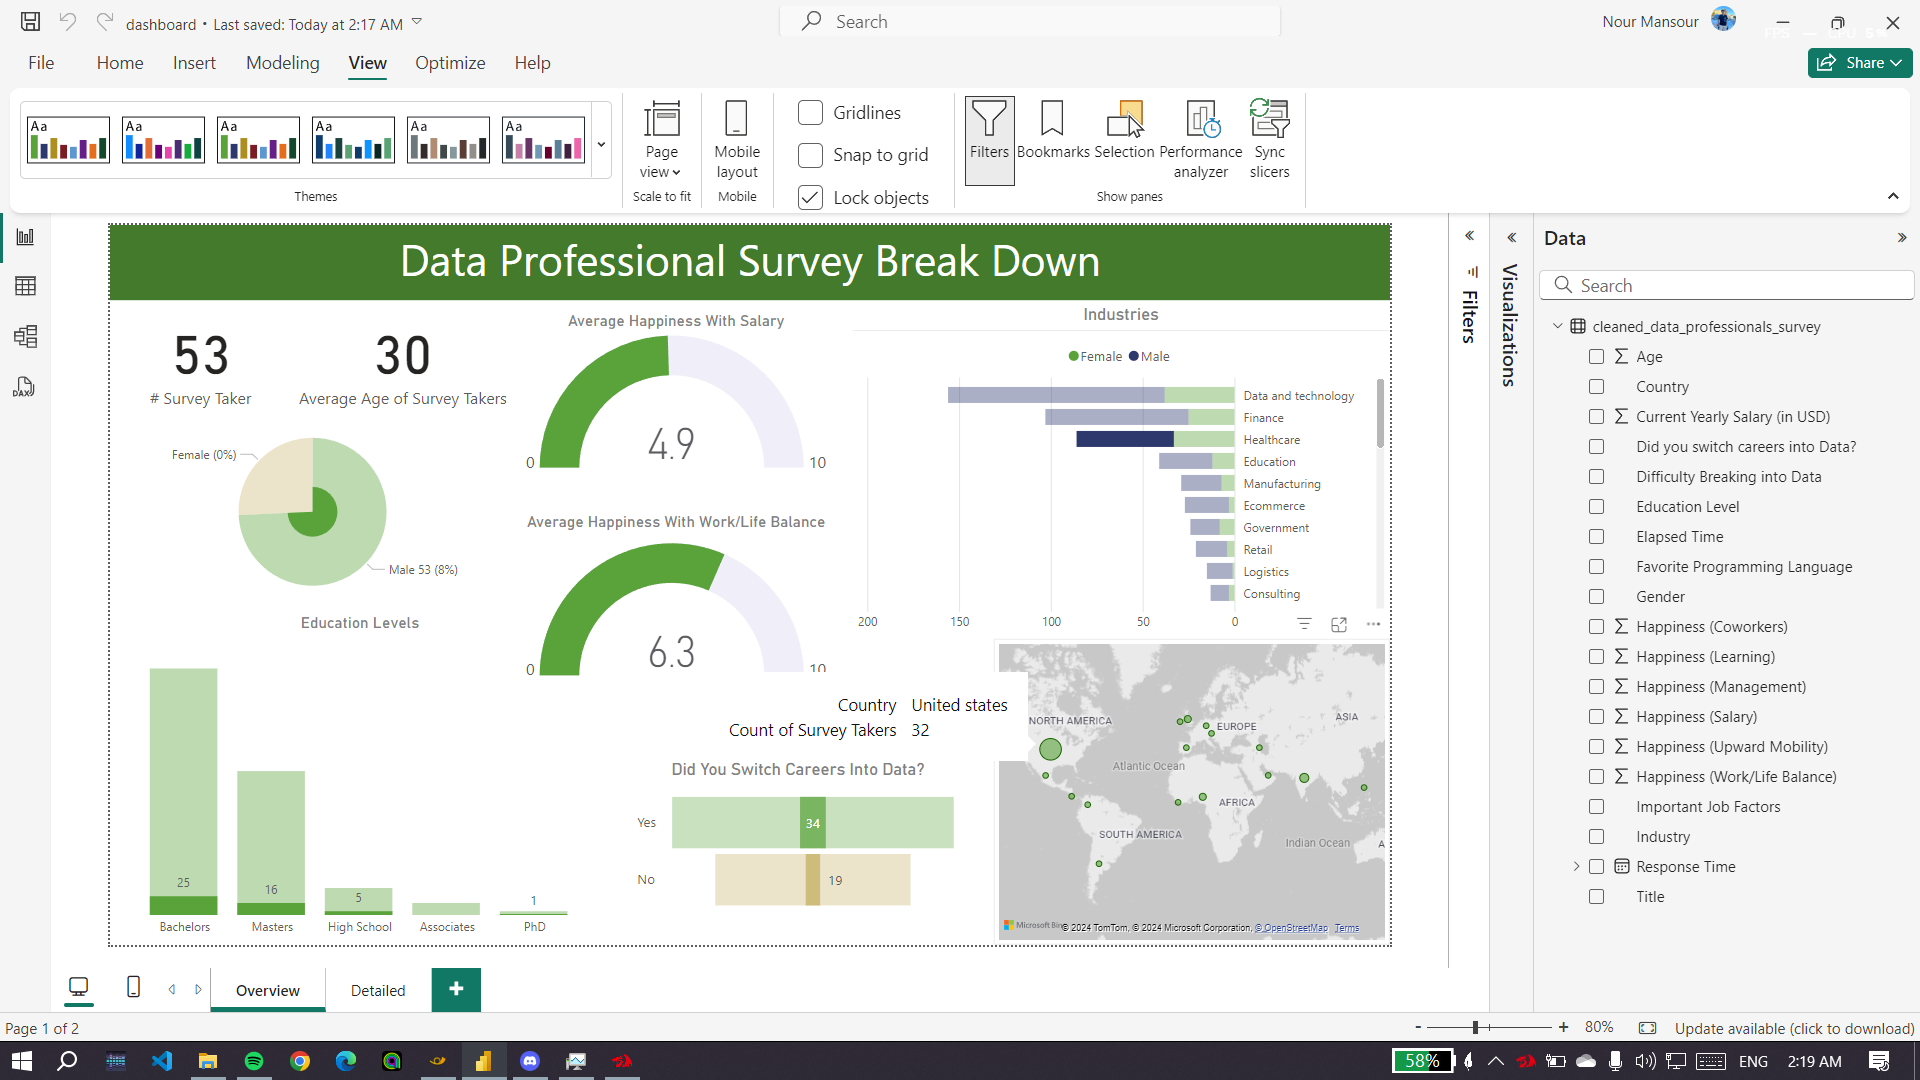 dashboard • Last saved: Today at 2:17 AM
Search
Nour Mansour
File
Home
Insert
Modeling
View
Optimize
Help
Share
Aa
Aa
Aa
Aa
Aa
Aa
Themes
Page view
Scale to fit
Mobile layout
Mobile
Gridlines
Snap to grid
Lock objects
Filters
Bookmarks
Selection
Performance analyzer
Sync slicers
Show panes
Data Professional Survey Break Down
53
# Survey Taker
30
Average Age of Survey Takers
Female (0%)
Male 53 (8%)
Average Happiness With Salary
0
4.9
10
Average Happiness With Work/Life Balance
0
6.3
10
Industries
Female
Male
Data and technology
Finance
Healthcare
Education
Manufacturing
Ecommerce
Government
Retail
Logistics
Consulting
200
150
100
50
0
Education Levels
25
16
5
1
Bachelors
Masters
High School
Associates
PhD
Country United states
Count of Survey Takers 32
Did You Switch Careers Into Data?
Yes
34
No
19
NORTH AMERICA
EUROPE
ASIA
Atlantic Ocean
AFRICA
SOUTH AMERICA
Indian Ocean
A
Microsoft Bing
© 2024 TomTom, © 2024 Microsoft Corporation, © OpenStreetMap Terms
Filters
Visualizations
Data
Search
cleaned_data_professionals_survey
Age
Country
Current Yearly Salary (in USD)
Did you switch careers into Data?
Difficulty Breaking into Data
Education Level
Elapsed Time
Favorite Programming Language
Gender
Happiness (Coworkers)
Happiness (Learning)
Happiness (Management)
Happiness (Salary)
Happiness (Upward Mobility)
Happiness (Work/Life Balance)
Important Job Factors
Industry
Response Time
Title
DAX
Overview
Detailed
Page 1 of 2
- + 80%
Update available (click to download)
58%
ENG
2:19 AM